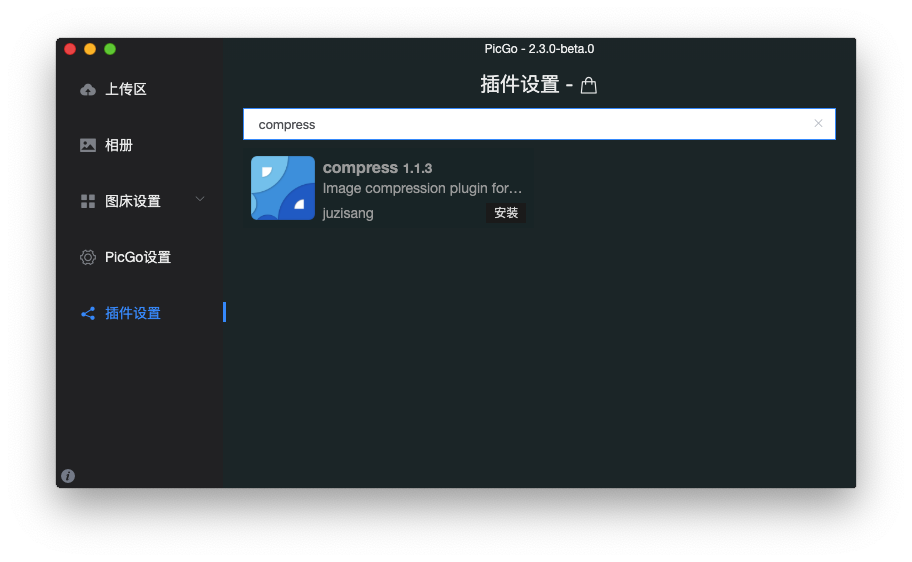 PicGo - 2.3.0-beta.0
上传区
相册
图床设置
PicGo设置
插件设置
插件设置 -
compress
compress 1.1.3
Image compression plugin for…
juzisang
安装